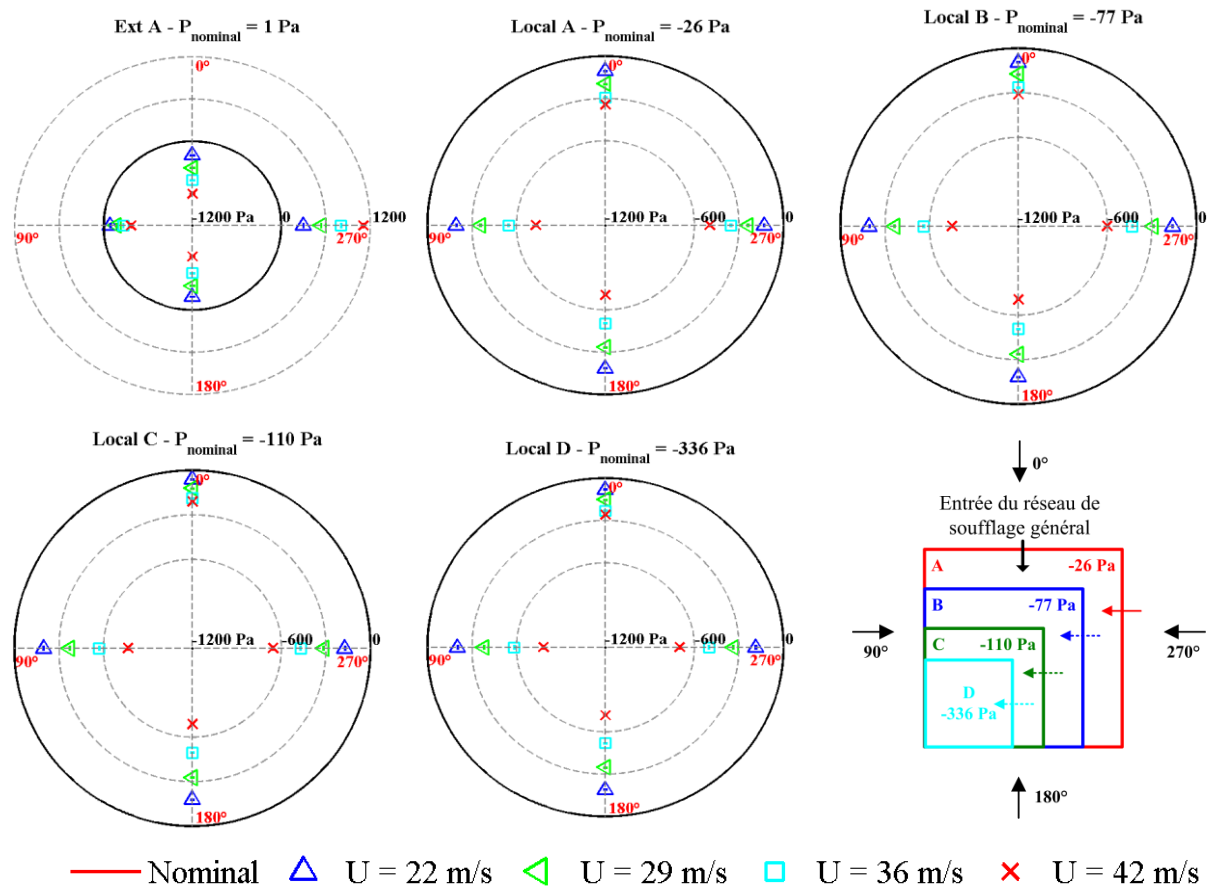 Ext A - Pnominal = 1 Pa
0°
-1200 Pa
0
1200
90°
270°
180°
Local A - Pnominal = -26 Pa
0°
-1200 Pa
-600
0
90°
270°
180°
Local B - Pnominal = -77 Pa
0°
-1200 Pa
-600
0
90°
270°
180°
Local C - Pnominal = -110 Pa
0°
-1200 Pa
-600
0
90°
270°
180°
Local D - Pnominal = -336 Pa
0°
-1200 Pa
-600
0
90°
270°
180°
0°
Entrée du réseau de
soufflage général
A
-26 Pa
B
-77 Pa
C
-110 Pa
D
-336 Pa
90°
270°
180°
Nominal
U = 22 m/s
U = 29 m/s
U = 36 m/s
U = 42 m/s